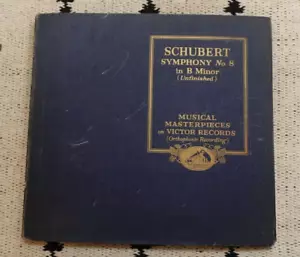 SCHUBERT
SYMPHONY No 8
in B Minor
(Unfinished)
MUSICAL
MASTERPIECES
on VICTOR RECORDS
(Orthophonic Recording)